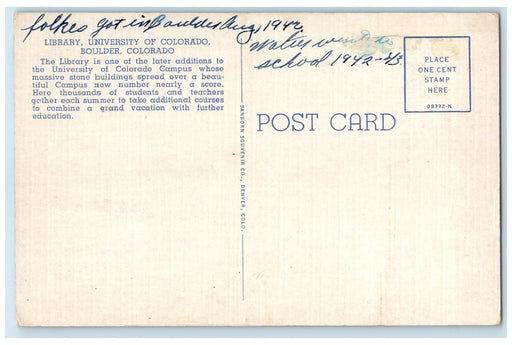 folkes got in Boulder Aug, 1942
LIBRARY, UNIVERSITY OF COLORADO,
BOULDER, COLORADO
The Library is one of the later additions to
the University of Colorado Campus whose
massive stone buildings spread over a beau-
tiful Campus now number nearly a score.
Here thousands of students and teachers
gather each summer to take additional courses
to combine a grand vacation with further
education.
SANBORN SOUVENIR CO., DENVER, COLO.
went to
school 1942-43
POST CARD
PLACE
ONE CENT
STAMP
HERE
D839Z-N